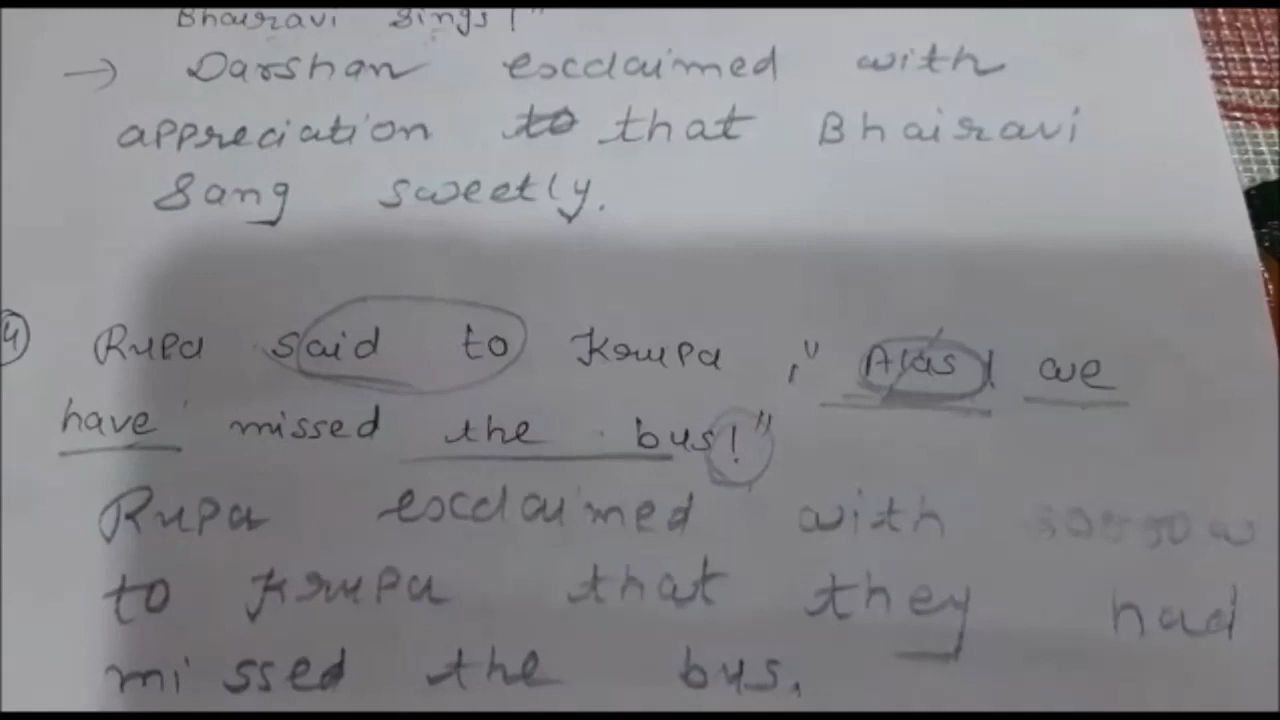 Bhairavi sings!"
→ Darshan exclaimed with
appreciation to that Bhairavi
Sang sweetly.
4 Rupa said to Krupa, "Alas! we
have missed the bus!"
Rupa exclaimed with sorrow
to Krupa that they had
missed the bus.